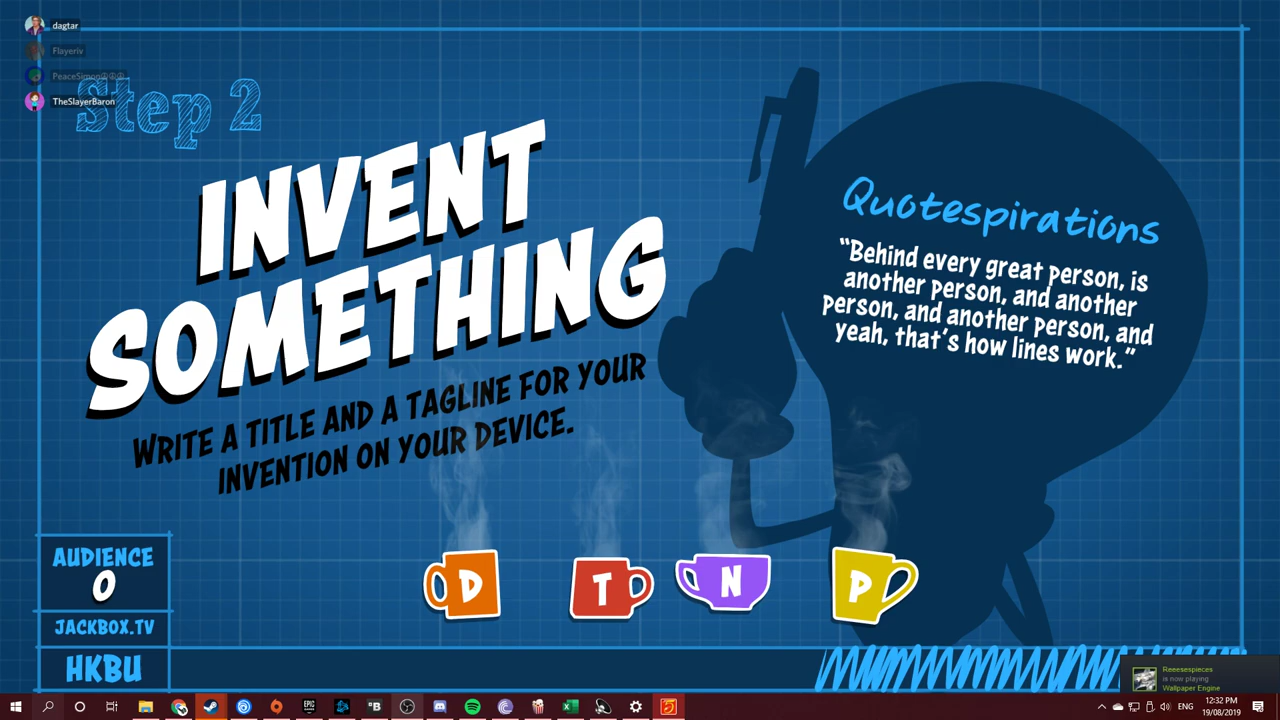 dagtar
Flayeriv
PeaceSimon
TheSlayerBaron
Step 2
INVENT
SOMETHING
WRITE A TITLE AND A TAGLINE FOR YOUR
INVENTION ON YOUR DEVICE.
Quotespirations
"Behind every great person, is
another person, and another
person, and another person, and
yeah, that's how lines work."
D T N P
AUDIENCE
0
JACKBOX.TV
HKBU
Reeesespieces
is now playing
Wallpaper Engine
EPIC
B
ENG
12:32 PM
19/08/2019